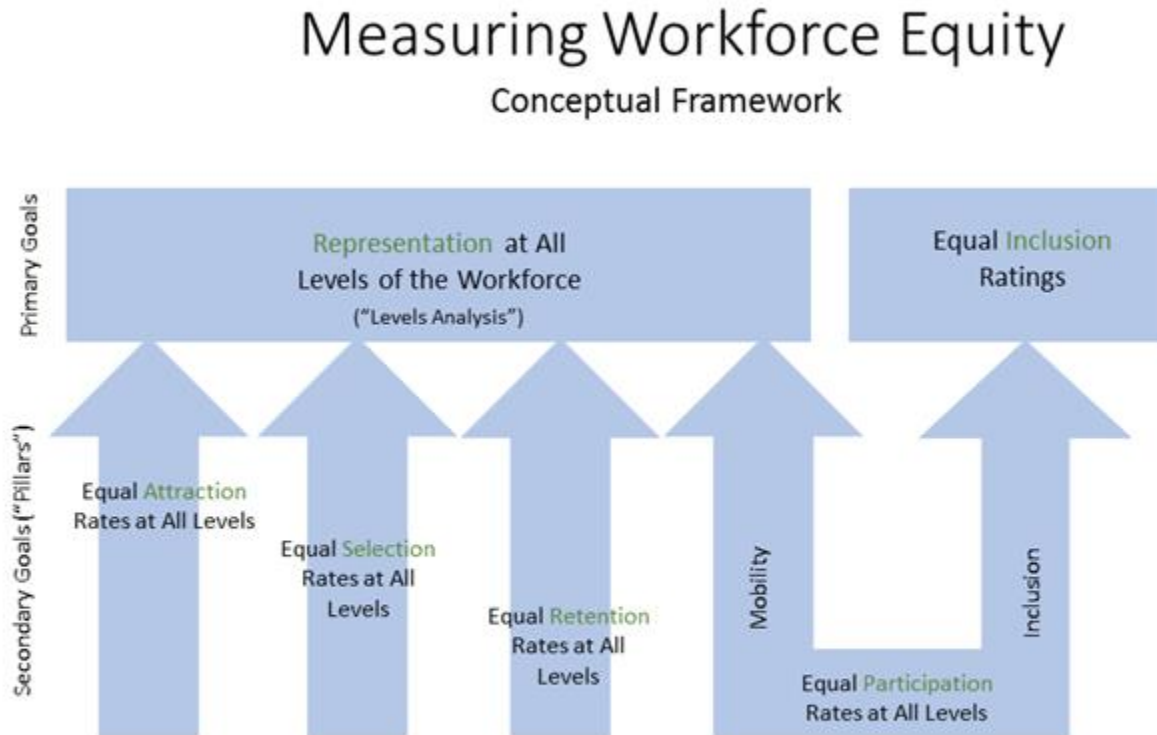 Measuring Workforce Equity
Conceptual Framework
Primary Goals
Representation at All
Levels of the Workforce
("Levels Analysis")
Equal Inclusion
Ratings
Secondary Goals ("Pillars")
Equal Attraction
Rates at All Levels
Equal Selection
Rates at All
Levels
Equal Retention
Rates at All
Levels
Mobility
Inclusion
Equal Participation
Rates at All Levels